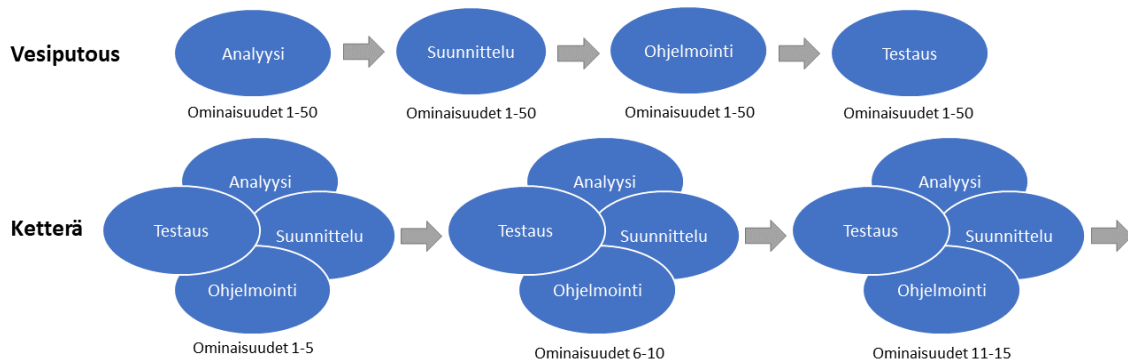 Vesiputous
Analyysi
Suunnittelu
Ohjelmointi
Testaus
Ominaisuudet 1-50
Ominaisuudet 1-50
Ominaisuudet 1-50
Ominaisuudet 1-50
Ketterä
Analyysi
Testaus
Suunnittelu
Ohjelmointi
Ominaisuudet 1-5
Analyysi
Testaus
Suunnittelu
Ohjelmointi
Ominaisuudet 6-10
Analyysi
Testaus
Suunnittelu
Ohjelmointi
Ominaisuudet 11-15